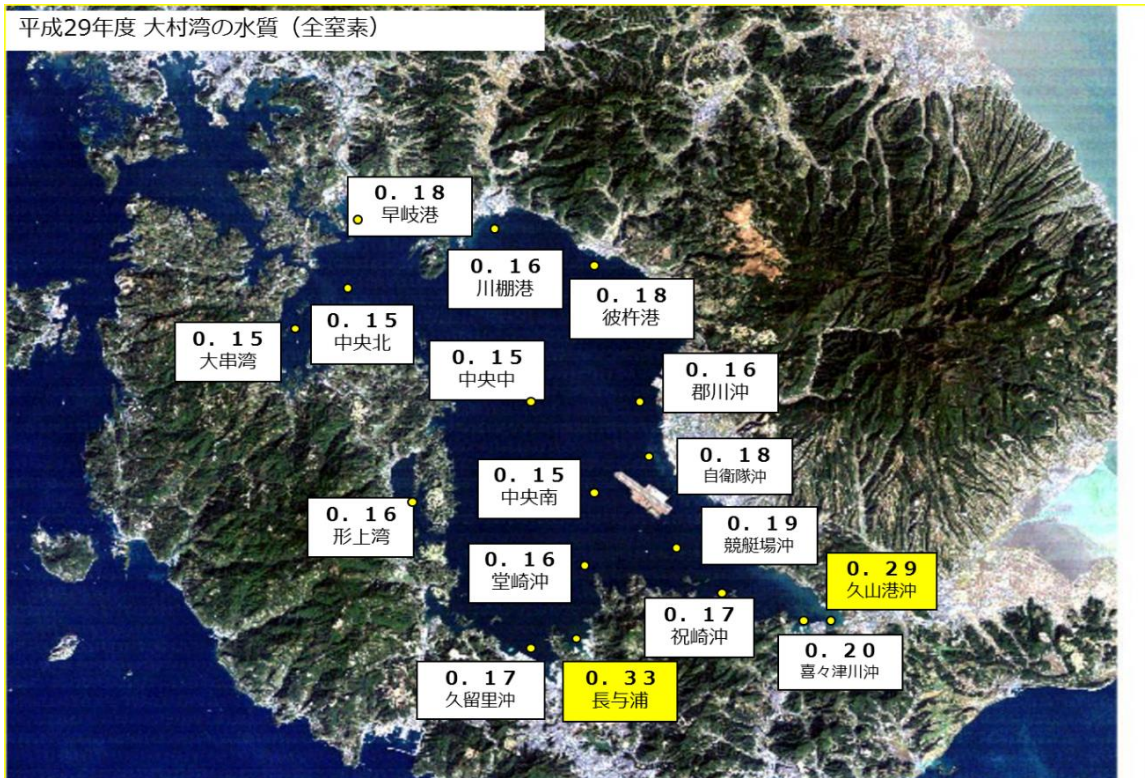 平成29年度 大村湾の水質（全窒素）
0. 18
早岐港
0. 16
川棚港
0. 18
彼杵港
0. 15
大串湾
0. 15
中央北
0. 15
中央中
0. 16
郡川沖
0. 18
自衛隊沖
0. 15
中央南
0. 16
形上湾
0. 19
競艇場沖
0. 16
堂崎沖
0. 29
久山港沖
0. 17
祝崎沖
0. 20
喜々津川沖
0. 17
久留里沖
0. 33
長与浦